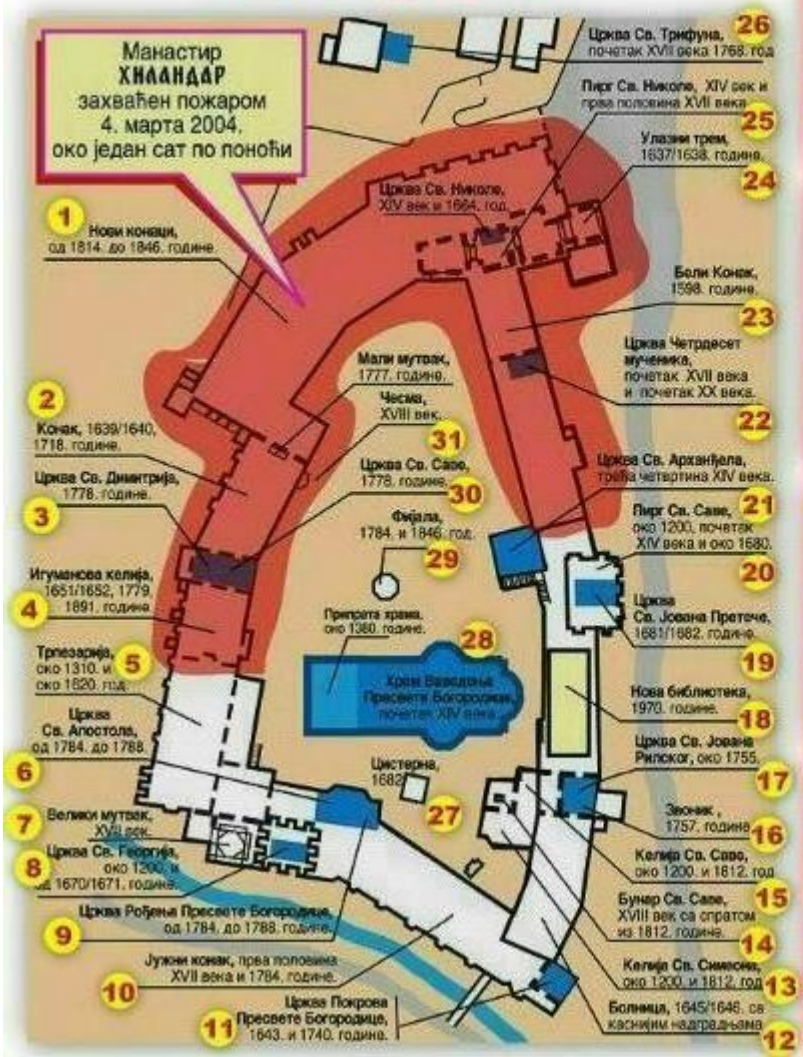 Манастир
ХИЛАНДАР
захваћен пожаром
4. марта 2004.
око један сат по поноћи
1
Нови конаци,
од 1814. до 1846. године.
2
Конак, 1639/1640,
1718. године.
3
Црква Св. Димитрија,
1778. године.
4
Игуманова келија,
1651/1652, 1779,
1891. година
5
Трпезарија,
око 1310. и
око 1620. год.
6
Црква
Св. Апостола,
од 1784. до 1788.
7
Велики мутвак,
XVII век.
8
Црква Св. Георгија,
око 1200. и
од 1670/1671. године.
9
Црква Рођења Пресвете Богородице,
од 1784. до 1788. године.
10
Јужни конак, прва половина
XVII века и 1784. године.
11
Црква Покрова
Пресвете Богородице,
1643. и 1740. година.
12
Болница, 1645/1646. са
каснијим надградњама
13
Келија Св. Симеона,
око 1200. и 1812. год
14
Бунар Св. Саве,
XVIII век са спратом
из 1812. године.
15
Келија Св. Саве,
око 1200. и 1812. год
16
Звоник,
1757. година
17
Црква Св. Јована
Рилског, око 1755.
18
Нова библиотека,
1970. године.
19
Црква
Св. Јована Претече,
1681/1682. године.
20
Пирг Св. Саве,
око 1200, почетак
XIV века и око 1680.
21
Црква Св. Арханђела,
трећа четвртина XIV века.
22
Црква Четрдесет
мученика,
почетак XVII века
и почетак XX века.
23
Бели Конак,
1598. године.
24
Улазни трем,
1637/1638. године.
25
Пирг Св. Николе, XIV век и
прва половина XVII века
26
Црква Св. Трифуна,
почетак XVII века 1768. год
Црква Св. Николе,
XIV век и 1664. год.
Мали мутвак,
1777. године.
Чесма,
XVIII век.
31
Црква Св. Саве,
1778. године.
30
Фијала,
1784. и 1846. год.
29
Припрата храма,
око 1380. године.
28
Храм Ваведења
Пресвете Богородице,
почетак XIV века
Цистерна,
1682
27